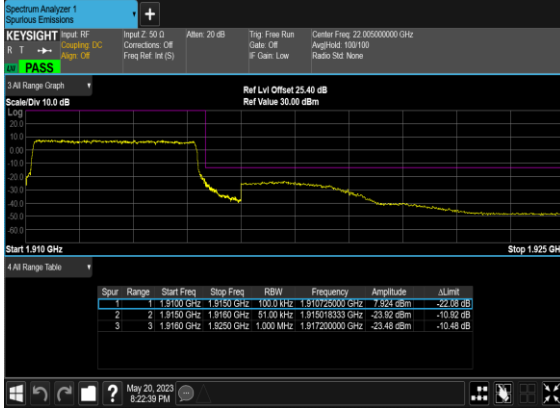 Spectrum Analyzer 1
Spurious Emissions
+
KEYSIGHT Input: RF Input Z: 50 Ω Atten: 20 dB Trig: Free Run Center Freq: 22.005000000 GHz
R T Coupling: DC Corrections: Off Gate: Off Avg|Hold: 100/100
Align: Off Freq Ref: Int (S) IF Gain: Low Radio Std: None
PASS
3 All Range Graph
Ref Lvl Offset 25.40 dB
Scale/Div 10.0 dB Ref Value 30.00 dBm
Log
20.0
10.0
0.00
-10.0
-20.0
-30.0
-40.0
-50.0
-60.0
Start 1.910 GHz Stop 1.925 GH
4 All Range Table
Spur Range Start Freq Stop Freq RBW Frequency Amplitude ΔLimit
1 1 1.9100 GHz 1.9150 GHz 100.0 kHz 1.910725000 GHz 7.924 dBm -22.08 dB
2 2 1.9150 GHz 1.9160 GHz 51.00 kHz 1.915018333 GHz -23.92 dBm -10.92 dB
3 3 1.9160 GHz 1.9250 GHz 1.000 MHz 1.917200000 GHz -23.48 dBm -10.48 dB
?
May 20, 2023
8:22:39 PM